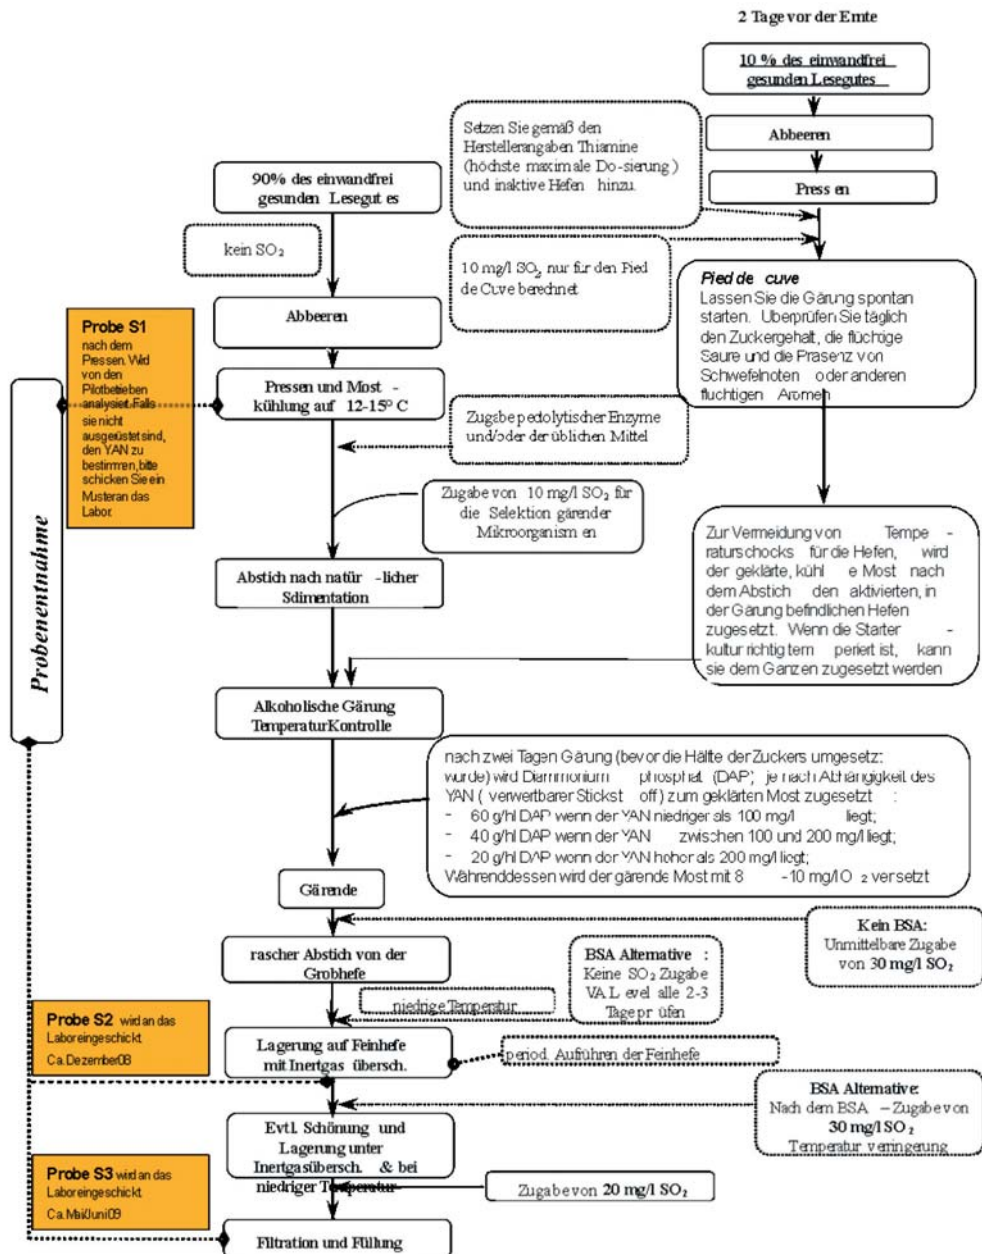 2 Tage vor der Ernte
10 % des einwandfrei
gesunden Lesegutes
Abbeeren
Press en
Setzen Sie gemäß den
Herstellerangaben Thiamine
(höchste maximale Do-sierung)
und inaktive Hefen hinzu.
10 mg/l SO₂ nur für den Pied
de Cuve berechnet
Pied de cuve
Lassen Sie die Gärung spontan
starten. Überprüfen Sie täglich
den Zuckergehalt, die flüchtige
Säure und die Präsenz von
Schwefelnoten oder anderen
fluchtigen Aromen
Zur Vermeidung von Tempe -
raturschocks für die Hefen, wird
der geklärte, kühl e Most nach
dem Abstich den aktivierten, in
der Gärung befindlichen Hefen
zugesetzt. Wenn die Starter -
kultur richtig tem periert ist, kann
sie dem Ganzen zugesetzt werden
90% des einwandfrei
gesunden Lesegut es
kein SO₂
Abbeeren
Pressen und Most -
kühlung auf 12-15° C
Zugabe pectolytischer Enzyme
und/oder der üblichen Mittel
Zugabe von 10 mg/l SO₂ für
die Selektion gärender
Mikroorganism en
Abstich nach natür -licher
Sdimentation
Alkoholische Gärung
TemperaturKontrolle
nach zwei Tagen Gärung (bevor die Hälfte der Zuckers umgesetzt
wurde) wird Diammonium phosphat (DAP) je nach Abhängigkeit des
YAN ( verwertbarer Stickst off) zum geklärten Most zugesetzt :
- 60 g/hl DAP wenn der YAN niedriger als 100 mg/l liegt;
- 40 g/hl DAP wenn der YAN zwischen 100 und 200 mg/l liegt;
- 20 g/hl DAP wenn der YAN höher als 200 mg/l liegt;
Währenddessen wird der gärende Most mit 8 -10 mg/l O₂ versetzt
Gärende
Kein BSA:
Unmittelbare Zugabe
von 30 mg/l SO₂
rascher Abstich von der
Grobhefe
BSA Alternative :
Keine SO₂ Zugabe
VA L evel alle 2-3
Tage pr üfen
niedrige Temperatur
Lagerung auf Feinhefe
mit Inertgas übersch.
period. Aufrühren der Feinhefe
BSA Alternative:
Nach dem BSA – Zugabe von
30 mg/l SO₂
Temperatur verringerung
Evtl. Schönung und
Lagerung unter
Inertgasübersch. & bei
niedriger Temperatur
Zugabe von 20 mg/l SO₂
Filtration und Füllung
Probenentnahme
Probe S1
nach dem
Pressen. Wird
von den
Pilotbetrieben
analysiert. Falls
sie nicht
ausgerüstet sind,
den YAN zu
bestimmen, bitte
schicken Sie ein
Muster an das
Labor.
Probe S2 wird an das
Labor eingeschickt
Ca. Dezember08
Probe S3 wird an das
Labor eingeschickt
Ca. Mai/Juni09